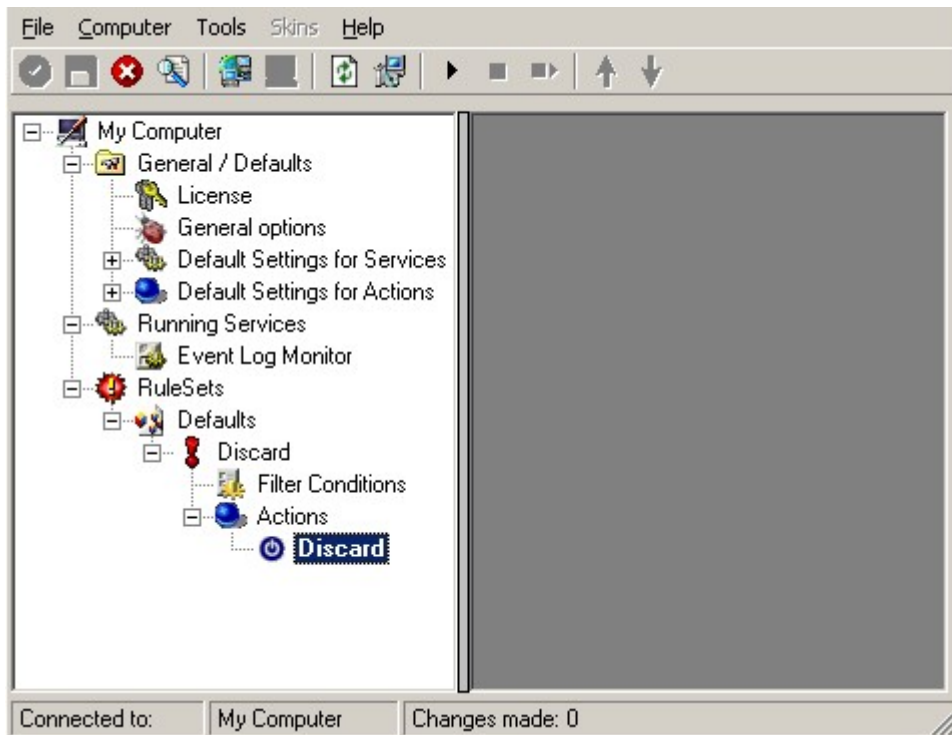 File Computer Tools Skins Help
My Computer
General / Defaults
License
General options
Default Settings for Services
Default Settings for Actions
Running Services
Event Log Monitor
RuleSets
Defaults
Discard
Filter Conditions
Actions
Discard
Connected to: My Computer Changes made: 0